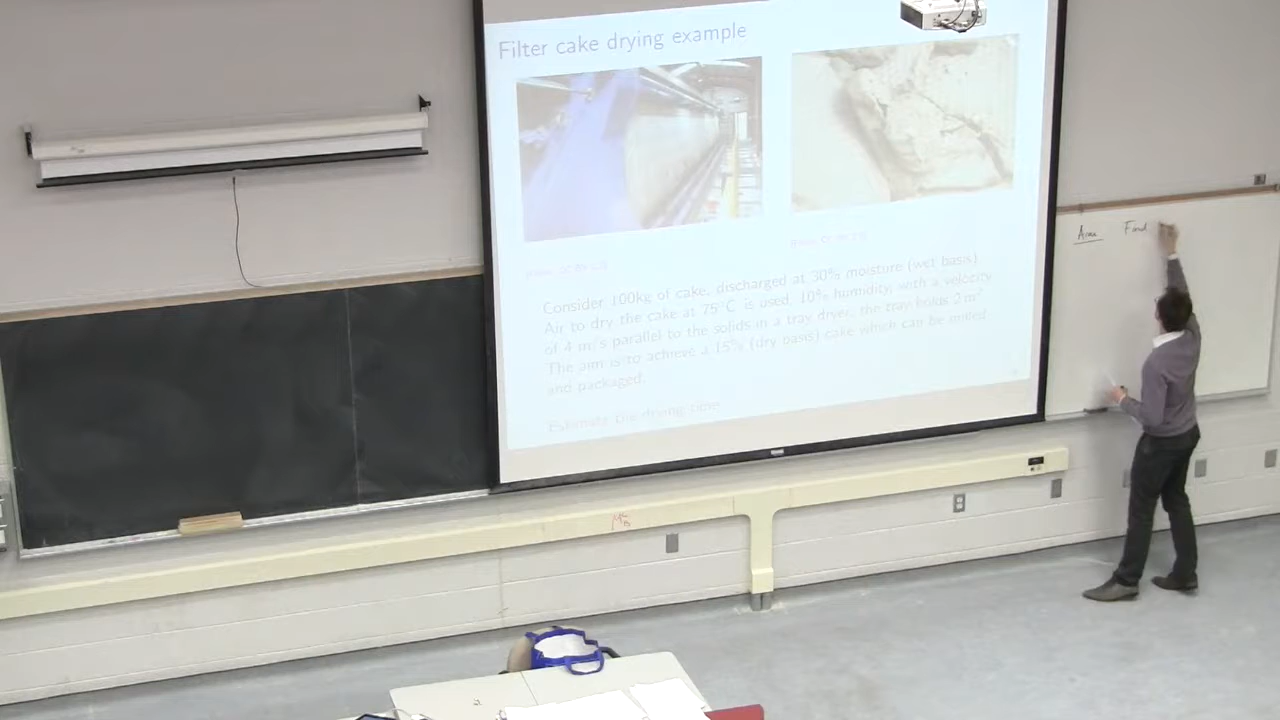 Filter cake drying example
Consider 100kg of cake, discharged at 30% moisture (wet basis).
Air to dry the cake at 75°C is used, 10% humidity, with a velocity
of 4 m/s parallel to the solids in a tray dryer; the tray holds 2 m²
The aim is to achieve a 15% (dry basis) cake which can be milled
and packaged.
Estimate the drying time
Find